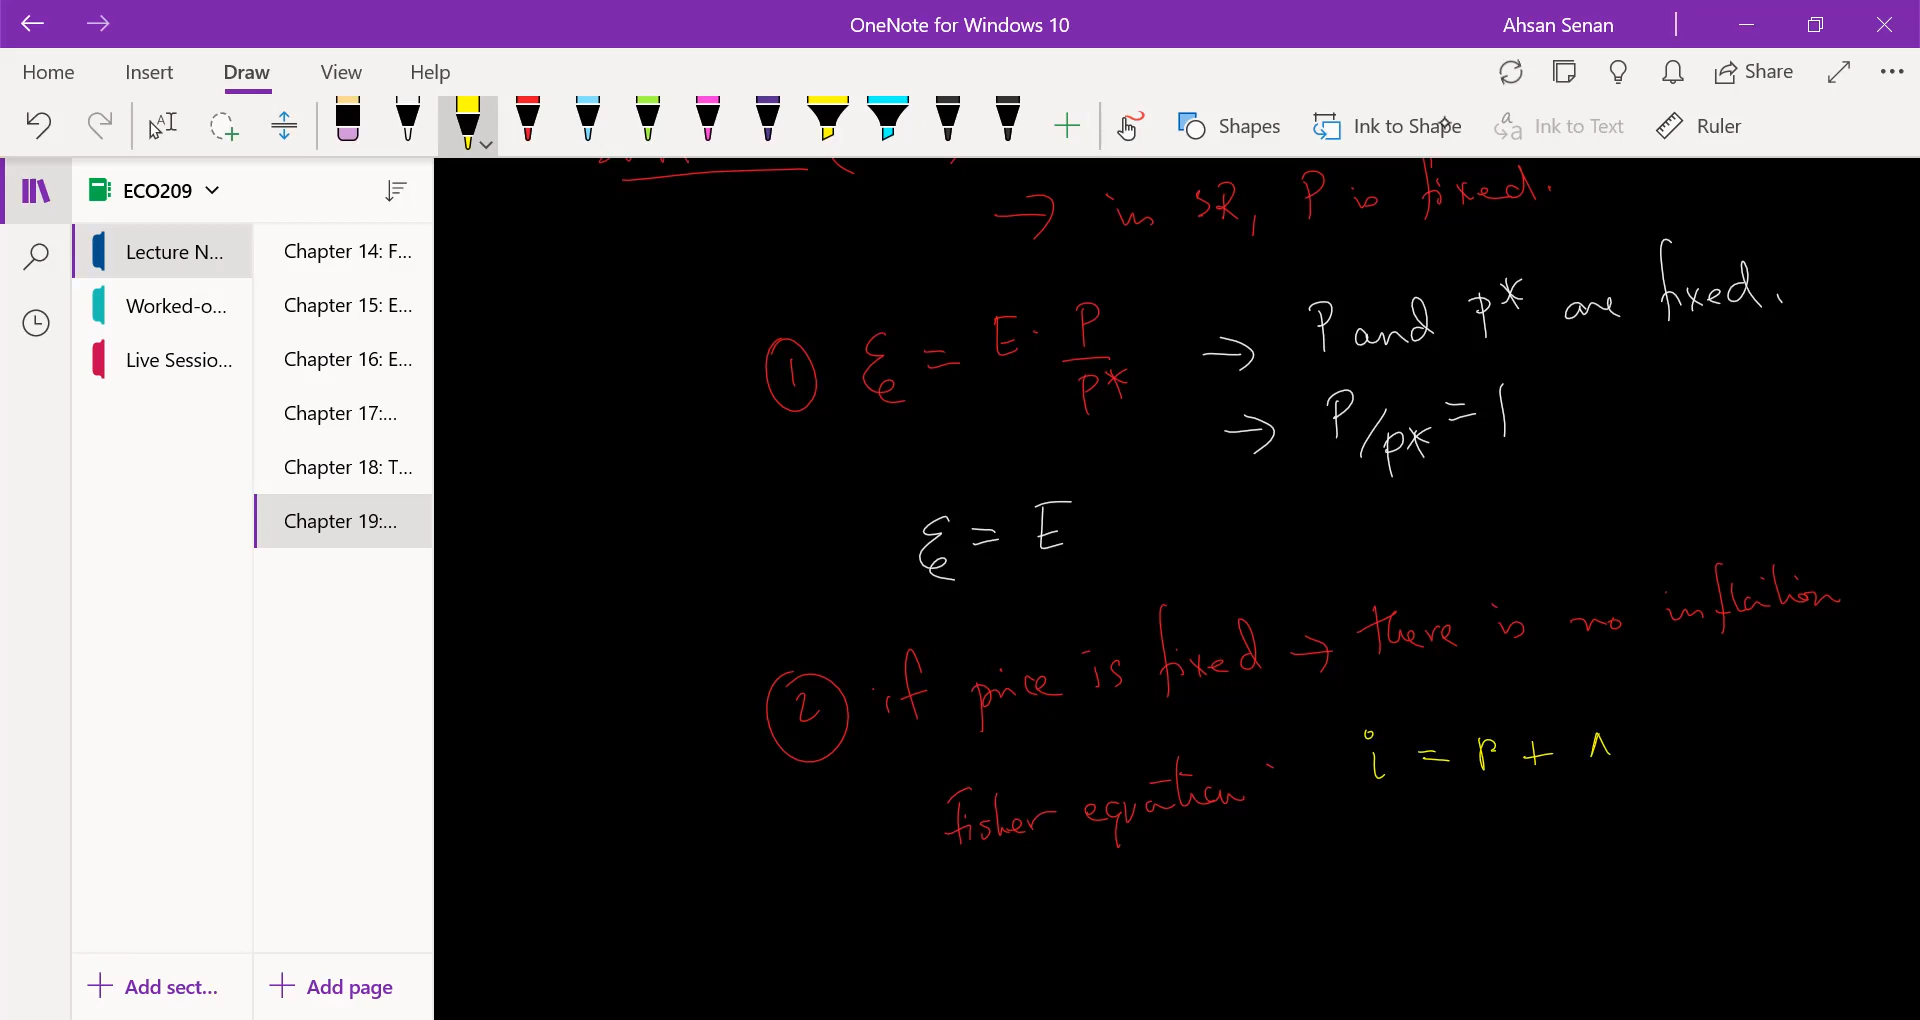 OneNote for Windows 10
Ahsan Senan
Home Insert Draw View Help
Share
Shapes Ink to Shape Ink to Text Ruler
ECO209
Lecture N...
Worked-o...
Live Sessio...
Chapter 14: F...
Chapter 15: E...
Chapter 16: E...
Chapter 17:...
Chapter 18: T...
Chapter 19:...
Add sect...
Add page
→ in SR, P is fixed.
① ξ = E · P/P* → P and P* are fixed.
→ P/P* = 1
ξ = E
② if price is fixed → there is no inflation
Fisher equation: i = r +